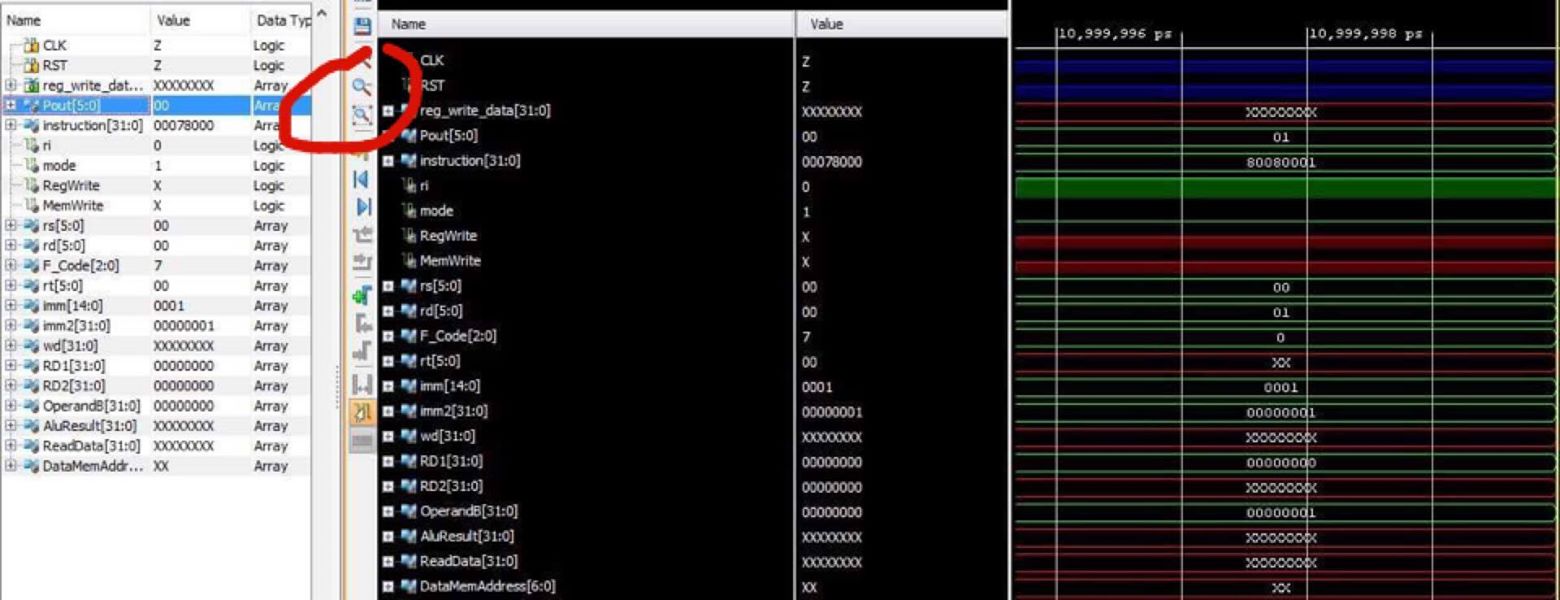 Name Value Data Typ
CLK Z Logic
RST Z Logic
reg_write_dat... XXXXXXXX Array
Pout[5:0] 00 Arra
instruction[31:0] 00078000 Arra
ri 0 Logic
mode 1 Logic
RegWrite X Logic
MemWrite X Logic
rs[5:0] 00 Array
rd[5:0] 00 Array
F_Code[2:0] 7 Array
rt[5:0] 00 Array
imm[14:0] 0001 Array
imm2[31:0] 00000001 Array
wd[31:0] XXXXXXXX Array
RD1[31:0] 00000000 Array
RD2[31:0] 00000000 Array
OperandB[31:0] 00000000 Array
AluResult[31:0] XXXXXXXX Array
ReadData[31:0] XXXXXXXX Array
DataMemAddr... XX Array
Name Value
10,999,996 ps 10,999,998 ps
CLK Z
RST Z
reg_write_data[31:0] XXXXXXXX XXXXXXXX
Pout[5:0] 00 01
instruction[31:0] 00078000 80080001
ri 0
mode 1
RegWrite X
MemWrite X
rs[5:0] 00 00
rd[5:0] 00 01
F_Code[2:0] 7 0
rt[5:0] 00 XX
imm[14:0] 0001 0001
imm2[31:0] 00000001 00000001
wd[31:0] XXXXXXXX XXXXXXXX
RD1[31:0] 00000000 00000000
RD2[31:0] 00000000 XXXXXXXX
OperandB[31:0] 00000000 00000001
AluResult[31:0] XXXXXXXX XXXXXXXX
ReadData[31:0] XXXXXXXX XXXXXXXX
DataMemAddress[6:0] XX XX